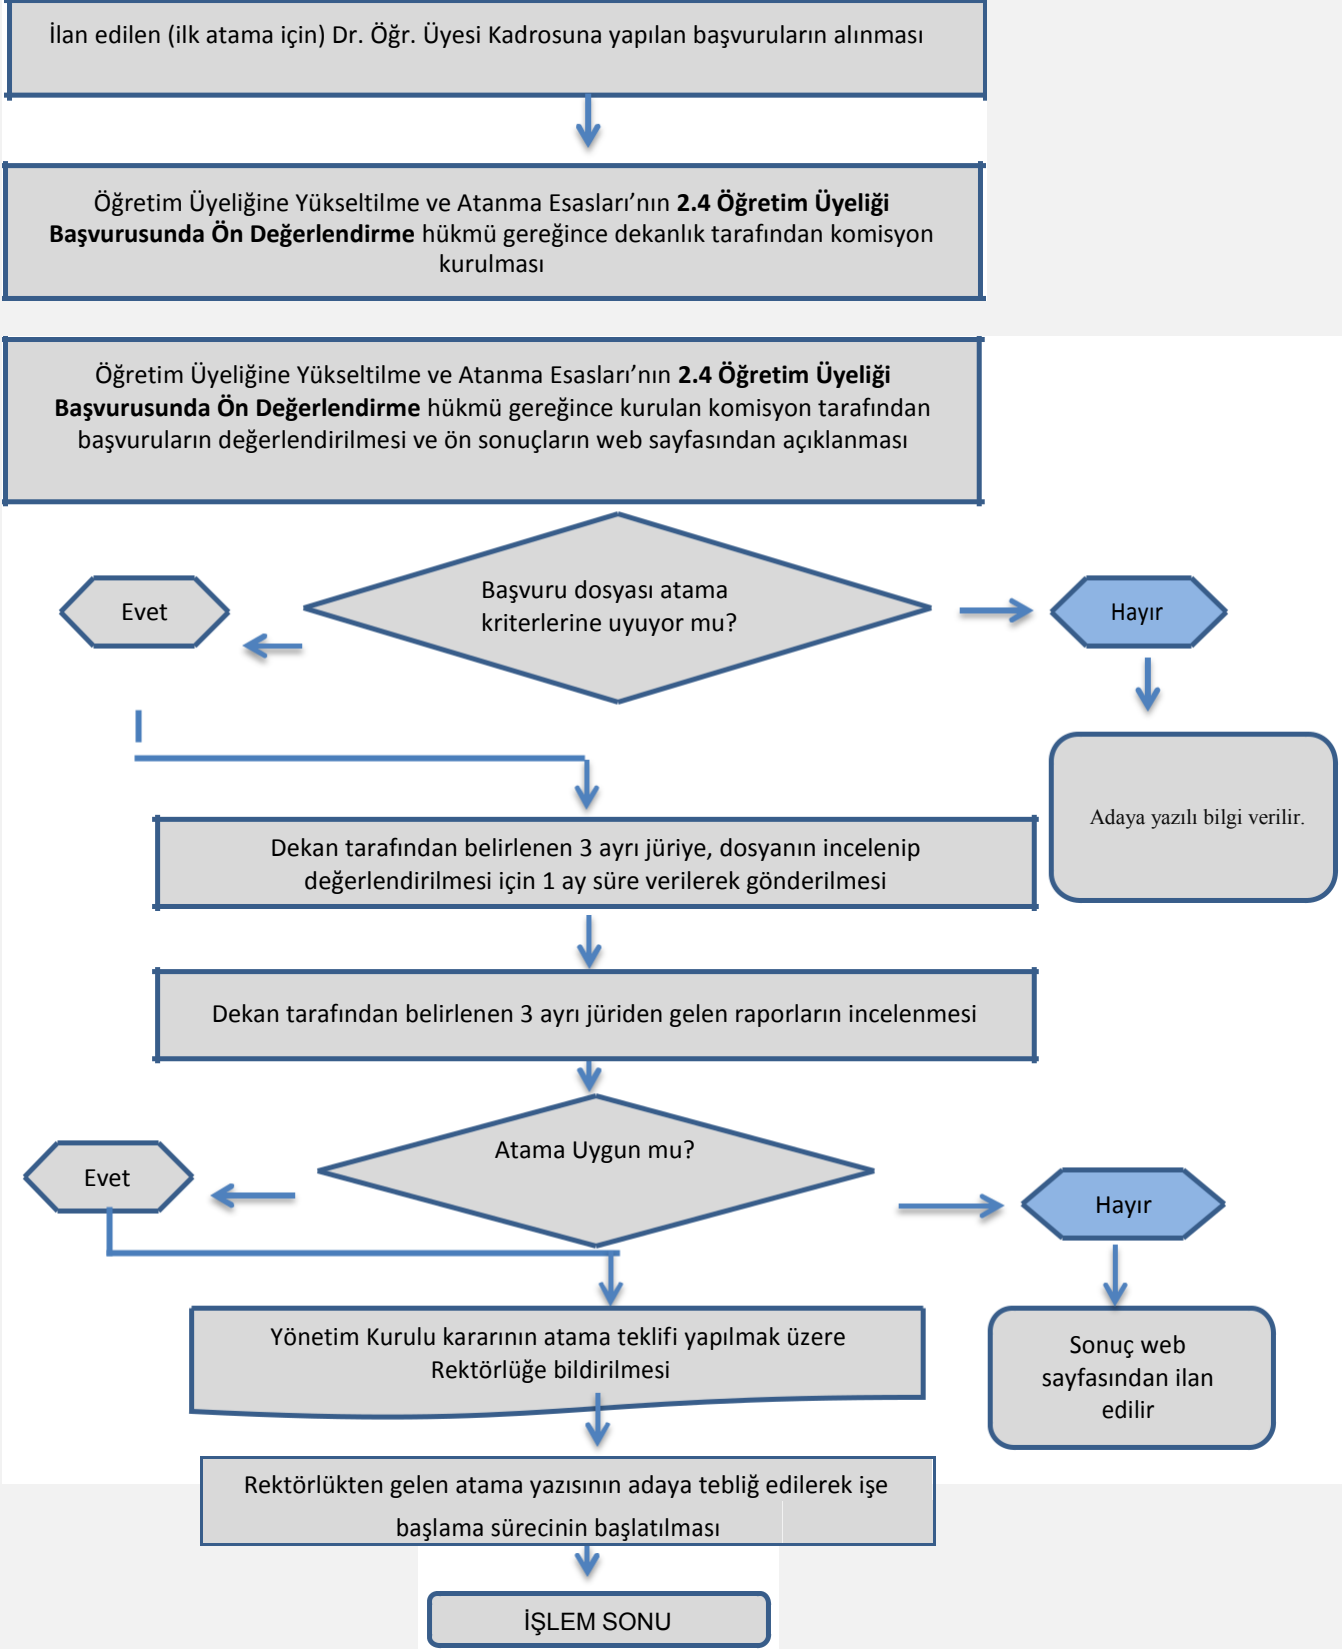 İlan edilen (ilk atama için) Dr. Öğr. Üyesi Kadrosuna yapılan başvuruların alınması
Öğretim Üyeliğine Yükseltilme ve Atanma Esasları’nın 2.4 Öğretim Üyeliği
Başvurusunda Ön Değerlendirme hükmü gereğince dekanlık tarafından komisyon
kurulması
Öğretim Üyeliğine Yükseltilme ve Atanma Esasları’nın 2.4 Öğretim Üyeliği
Başvurusunda Ön Değerlendirme hükmü gereğince kurulan komisyon tarafından
başvuruların değerlendirilmesi ve ön sonuçların web sayfasından açıklanması
Başvuru dosyası atama
kriterlerine uyuyor mu?
Evet
Hayır
Adaya yazılı bilgi verilir.
Dekan tarafından belirlenen 3 ayrı jüriye, dosyanın incelenip
değerlendirilmesi için 1 ay süre verilerek gönderilmesi
Dekan tarafından belirlenen 3 ayrı jüriden gelen raporların incelenmesi
Atama Uygun mu?
Evet
Hayır
Yönetim Kurulu kararının atama teklifi yapılmak üzere
Rektörlüğe bildirilmesi
Sonuç web
sayfasından ilan
edilir
Rektörlükten gelen atama yazısının adaya tebliğ edilerek işe
başlama sürecinin başlatılması
İŞLEM SONU